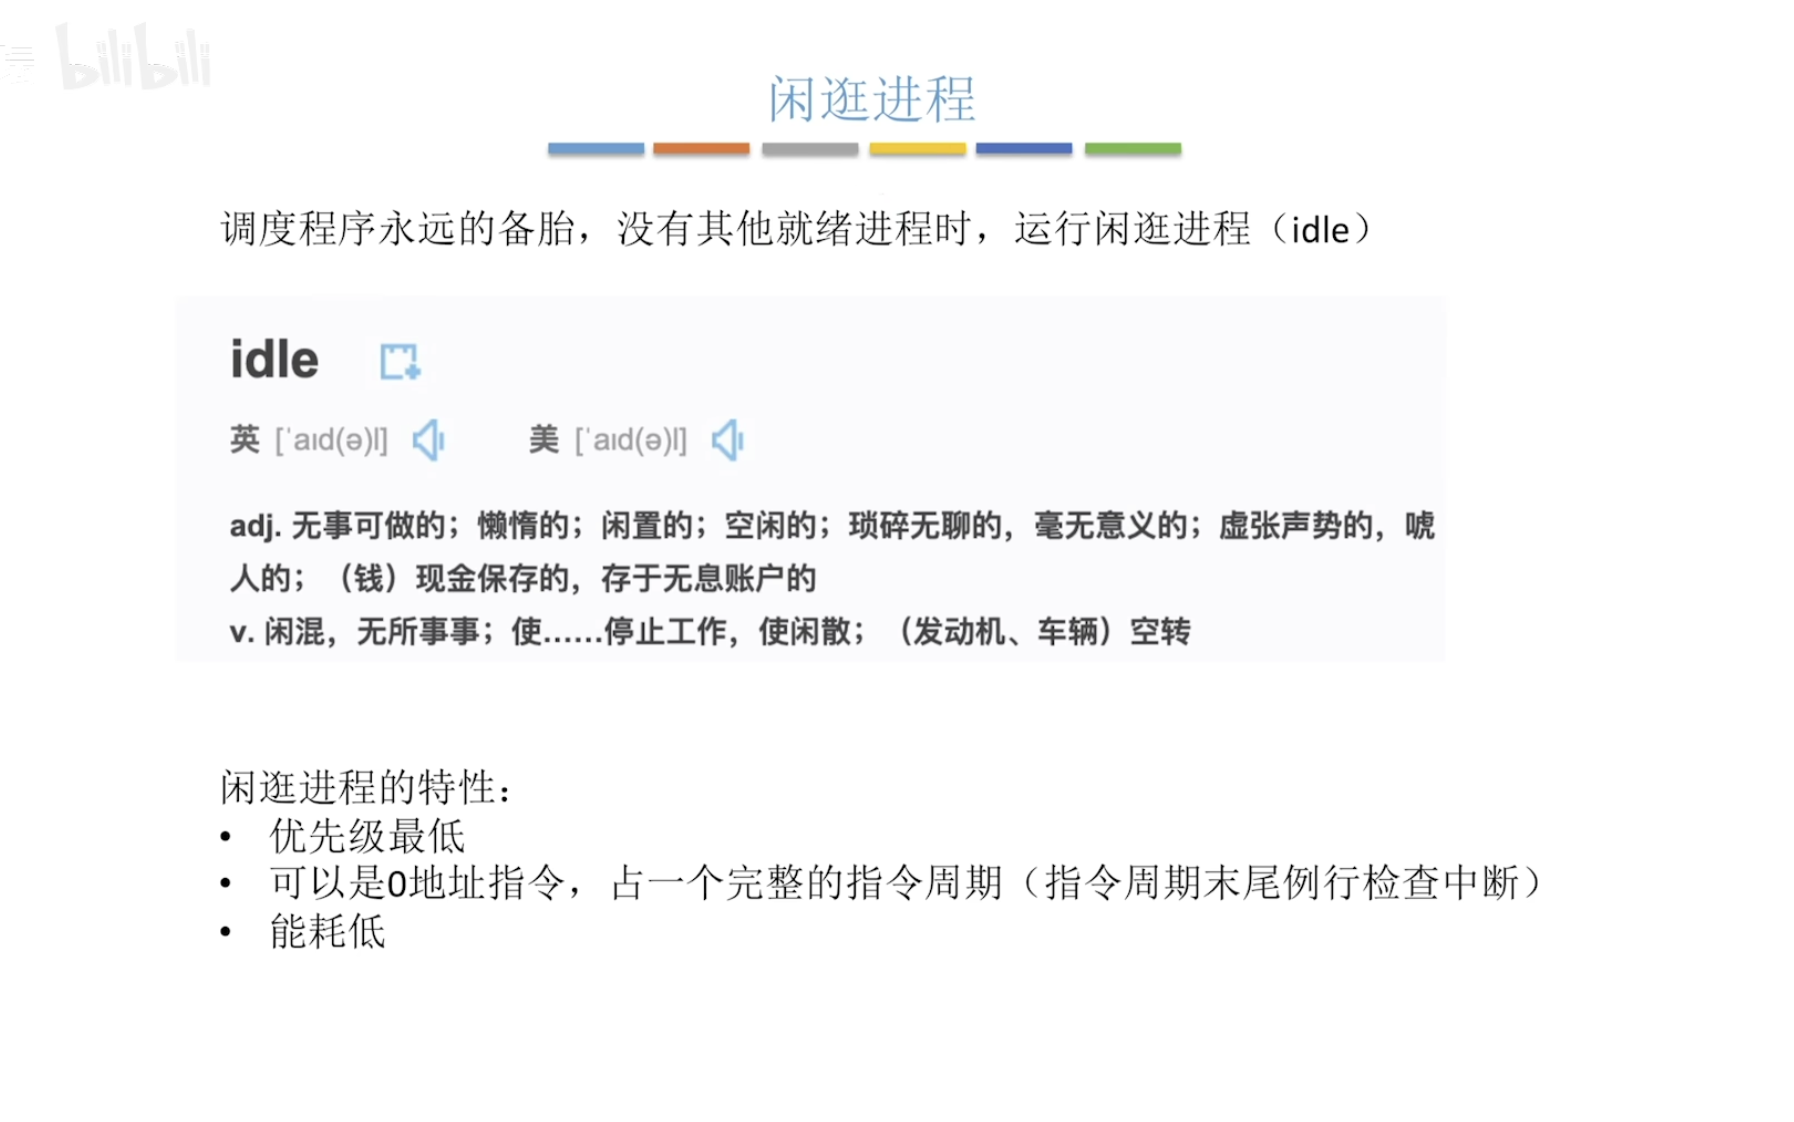 bilibili
闲逛进程
调度程序永远的备胎，没有其他就绪进程时，运行闲逛进程（idle）
idle
英 [ˈaɪd(ə)l] 美 [ˈaɪd(ə)l]
adj. 无事可做的；懒惰的；闲置的；空闲的；琐碎无聊的，毫无意义的；虚张声势的，唬
人的；（钱）现金保存的，存于无息账户的
v. 闲混，无所事事；使……停止工作，使闲散；（发动机、车辆）空转
闲逛进程的特性：
• 优先级最低
• 可以是0地址指令，占一个完整的指令周期（指令周期末尾例行检查中断）
• 能耗低